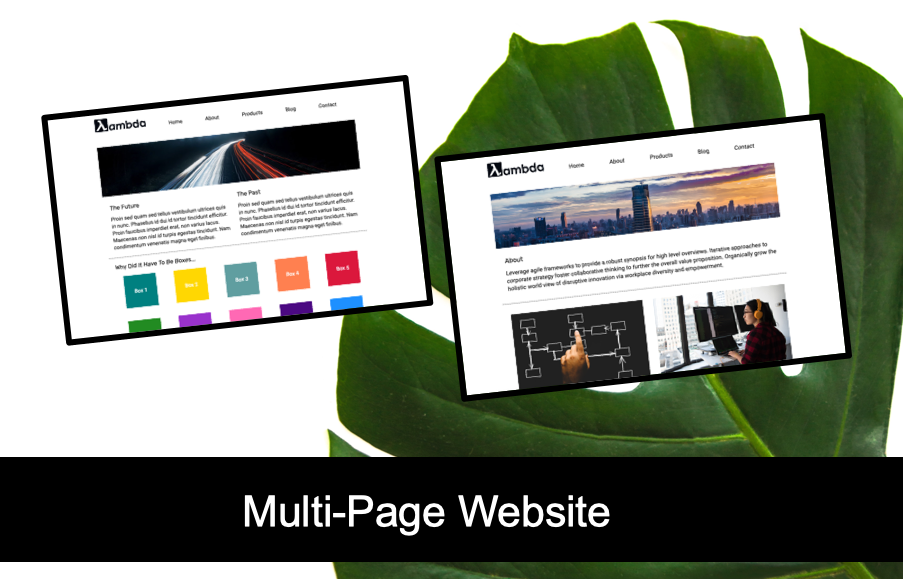 λambda
Home
About
Products
Blog
Contact
The Future
Proin sed quam sed tellus vestibulum ultrices quis
in nunc. Phasellus id dui id tortor tincidunt efficitur.
Proin faucibus imperdiet erat, non varius lacus.
Maecenas non nisl id turpis egestas tincidunt. Nam
condimentum venenatis magna eget finibus.
The Past
Proin sed quam sed tellus vestibulum ultrices quis
in nunc. Phasellus id dui id tortor tincidunt efficitur.
Proin faucibus imperdiet erat, non varius lacus.
Maecenas non nisl id turpis egestas tincidunt. Nam
condimentum venenatis magna eget finibus.
Why Did It Have To Be Boxes...
Box 1
Box 2
Box 3
Box 4
Box 5
λambda
Home
About
Products
Blog
Contact
About
Leverage agile frameworks to provide a robust synopsis for high level overviews. Iterative approaches to
corporate strategy foster collaborative thinking to further the overall value proposition. Organically grow the
holistic world view of disruptive innovation via workplace diversity and empowerment.
Multi-Page Website